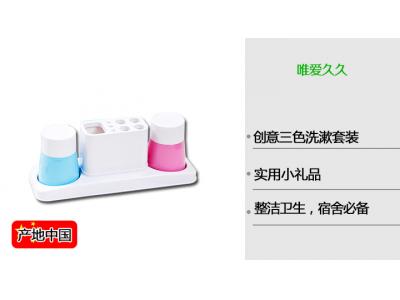 唯爱久久
创意三色洗漱套装
实用小礼品
整洁卫生，宿舍必备
产地中国